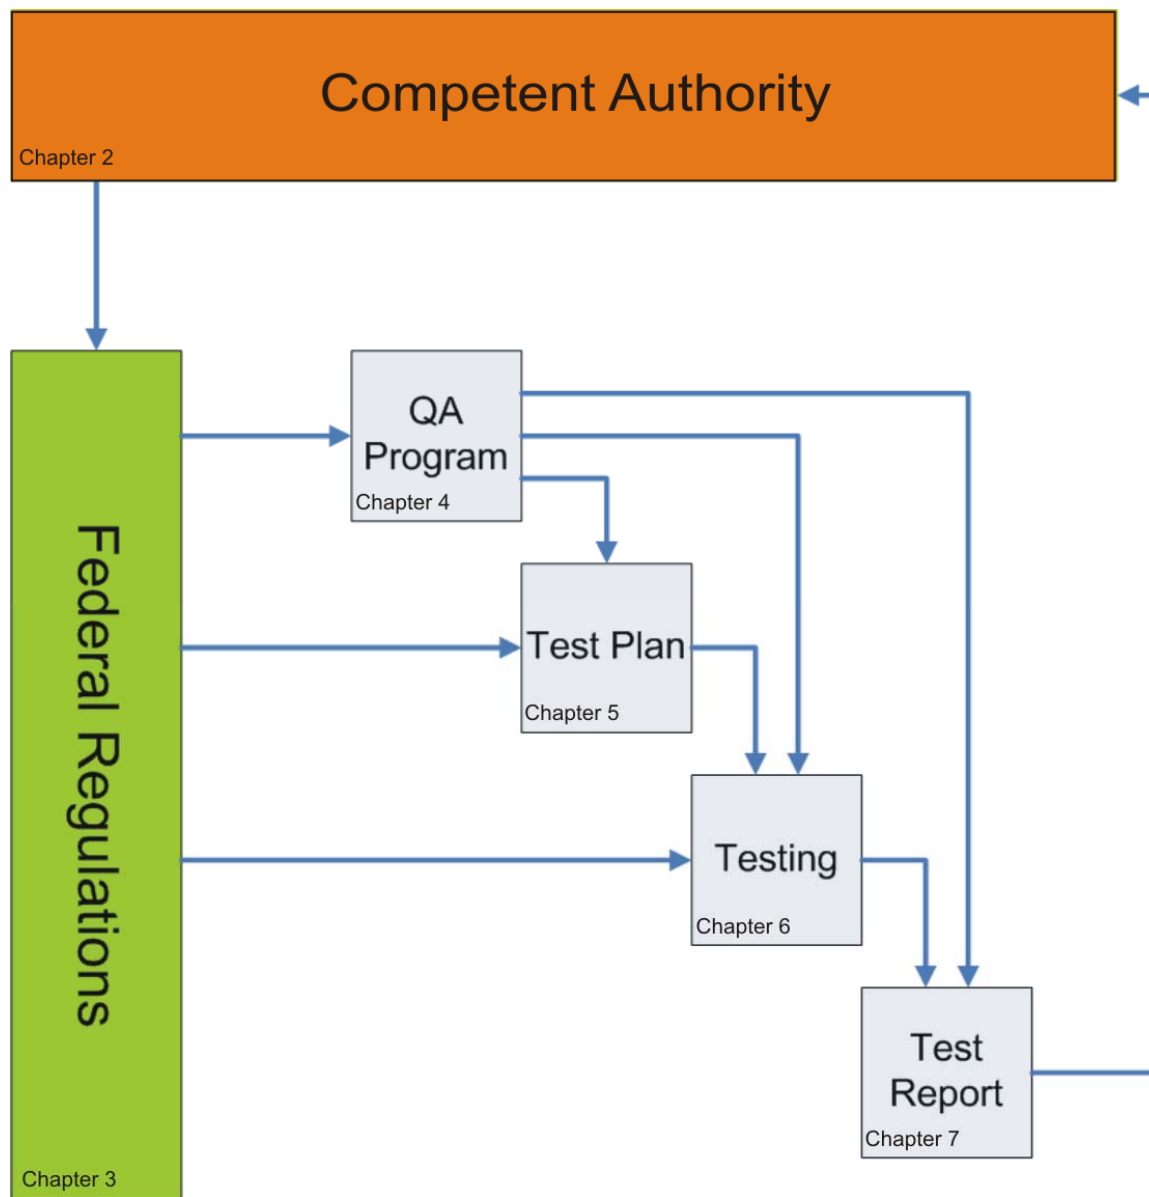 Competent Authority
Chapter 2
Federal Regulations
Chapter 3
QA
Program
Chapter 4
Test Plan
Chapter 5
Testing
Chapter 6
Test
Report
Chapter 7